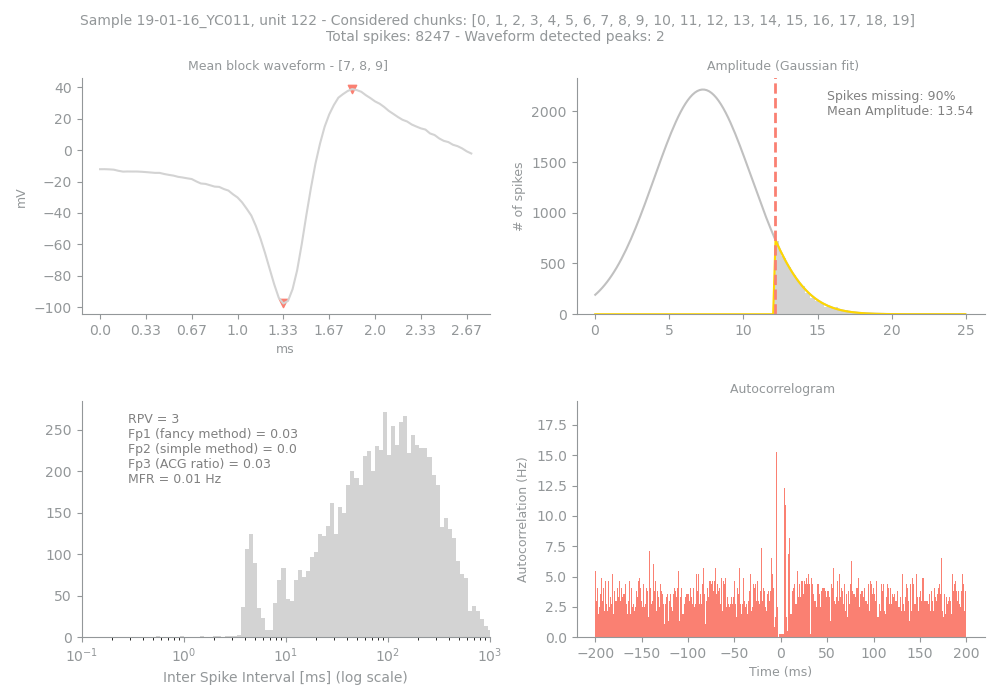 Sample 19-01-16_YC011, unit 122 - Considered chunks: [0, 1, 2, 3, 4, 5, 6, 7, 8, 9, 10, 11, 12, 13, 14, 15, 16, 17, 18, 19]
Total spikes: 8247 - Waveform detected peaks: 2
Mean block waveform - [7, 8, 9]
40
20
0
−20
−40
−60
−80
−100
mV
0.0 0.33 0.67 1.0 1.33 1.67 2.0 2.33 2.67
ms
Amplitude (Gaussian fit)
Spikes missing: 90%
Mean Amplitude: 13.54
2000
1500
1000
500
0
# of spikes
0 5 10 15 20 25
RPV = 3
Fp1 (fancy method) = 0.03
Fp2 (simple method) = 0.0
Fp3 (ACG ratio) = 0.03
MFR = 0.01 Hz
250
200
150
100
50
0
10⁻¹ 10⁰ 10¹ 10² 10³
Inter Spike Interval [ms] (log scale)
Autocorrelogram
17.5
15.0
12.5
10.0
7.5
5.0
2.5
0.0
Autocorrelation (Hz)
−200 −150 −100 −50 0 50 100 150 200
Time (ms)